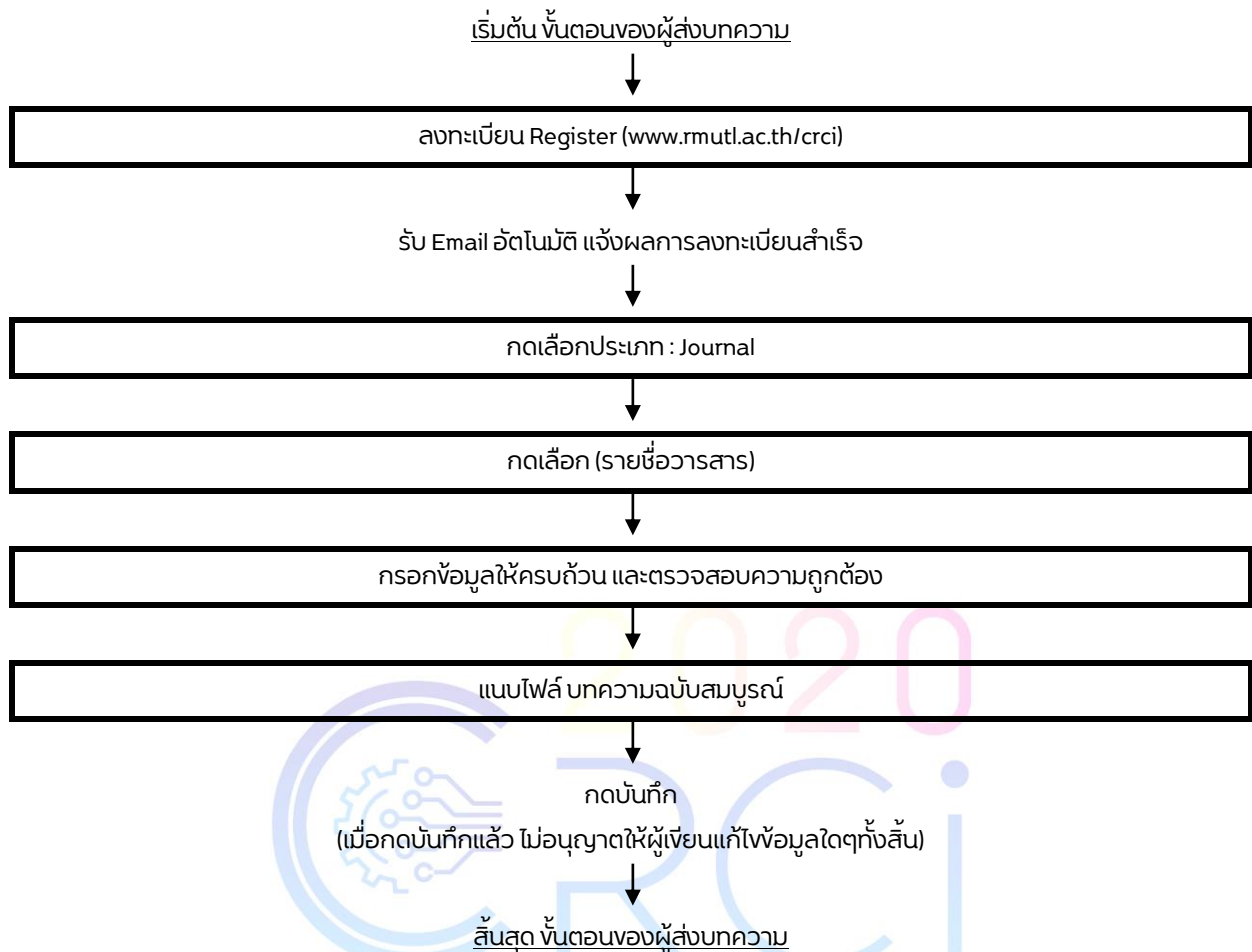 เริ่มต้น ขั้นตอนของผู้ส่งบทความ
ลงทะเบียน Register (www.rmutl.ac.th/crci)
รับ Email อัตโนมัติ แจ้งผลการลงทะเบียนสำเร็จ
กดเลือกประเภท : Journal
กดเลือก (รายชื่อวารสาร)
กรอกข้อมูลให้ครบถ้วน และตรวจสอบความถูกต้อง
2020
แนบไฟล์ บทความฉบับสมบูรณ์
CRCi
กดบันทึก
(เมื่อกดบันทึกแล้ว ไม่อนุญาตให้ผู้เขียนแก้ไขข้อมูลใดๆทั้งสิ้น)
สิ้นสุด ขั้นตอนของผู้ส่งบทความ